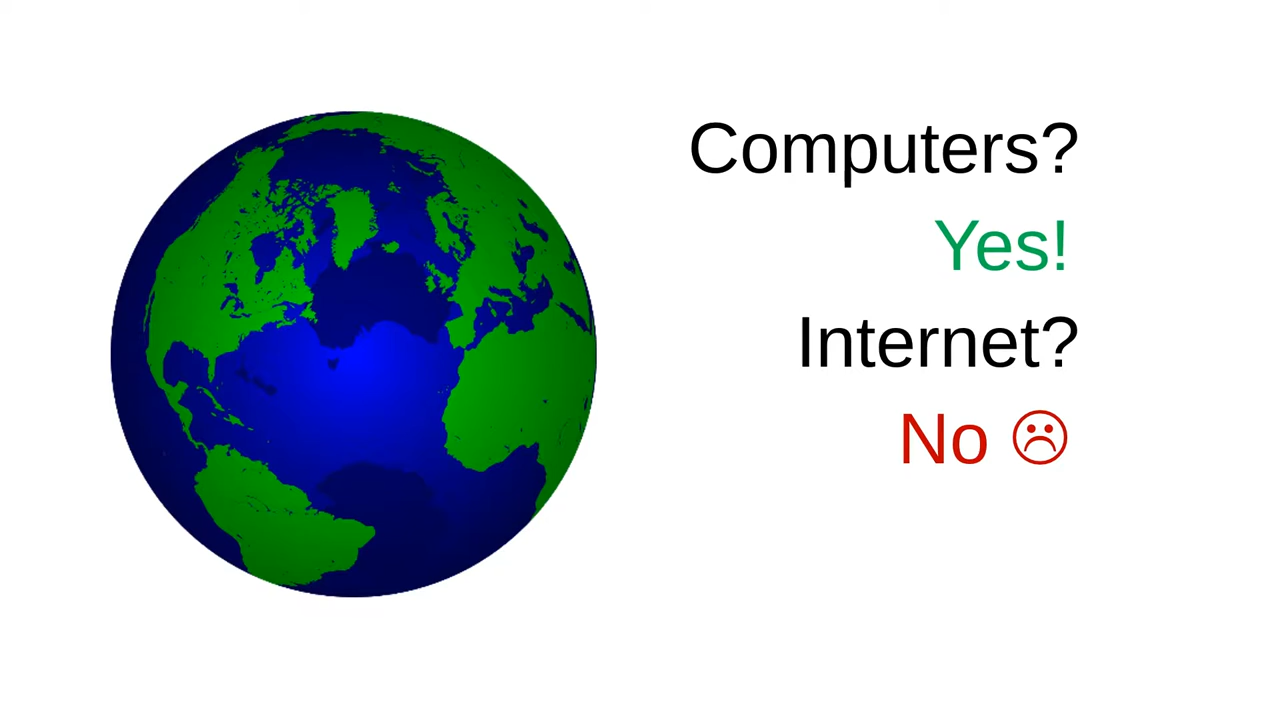 Computers?
Yes!
Internet?
No ☹